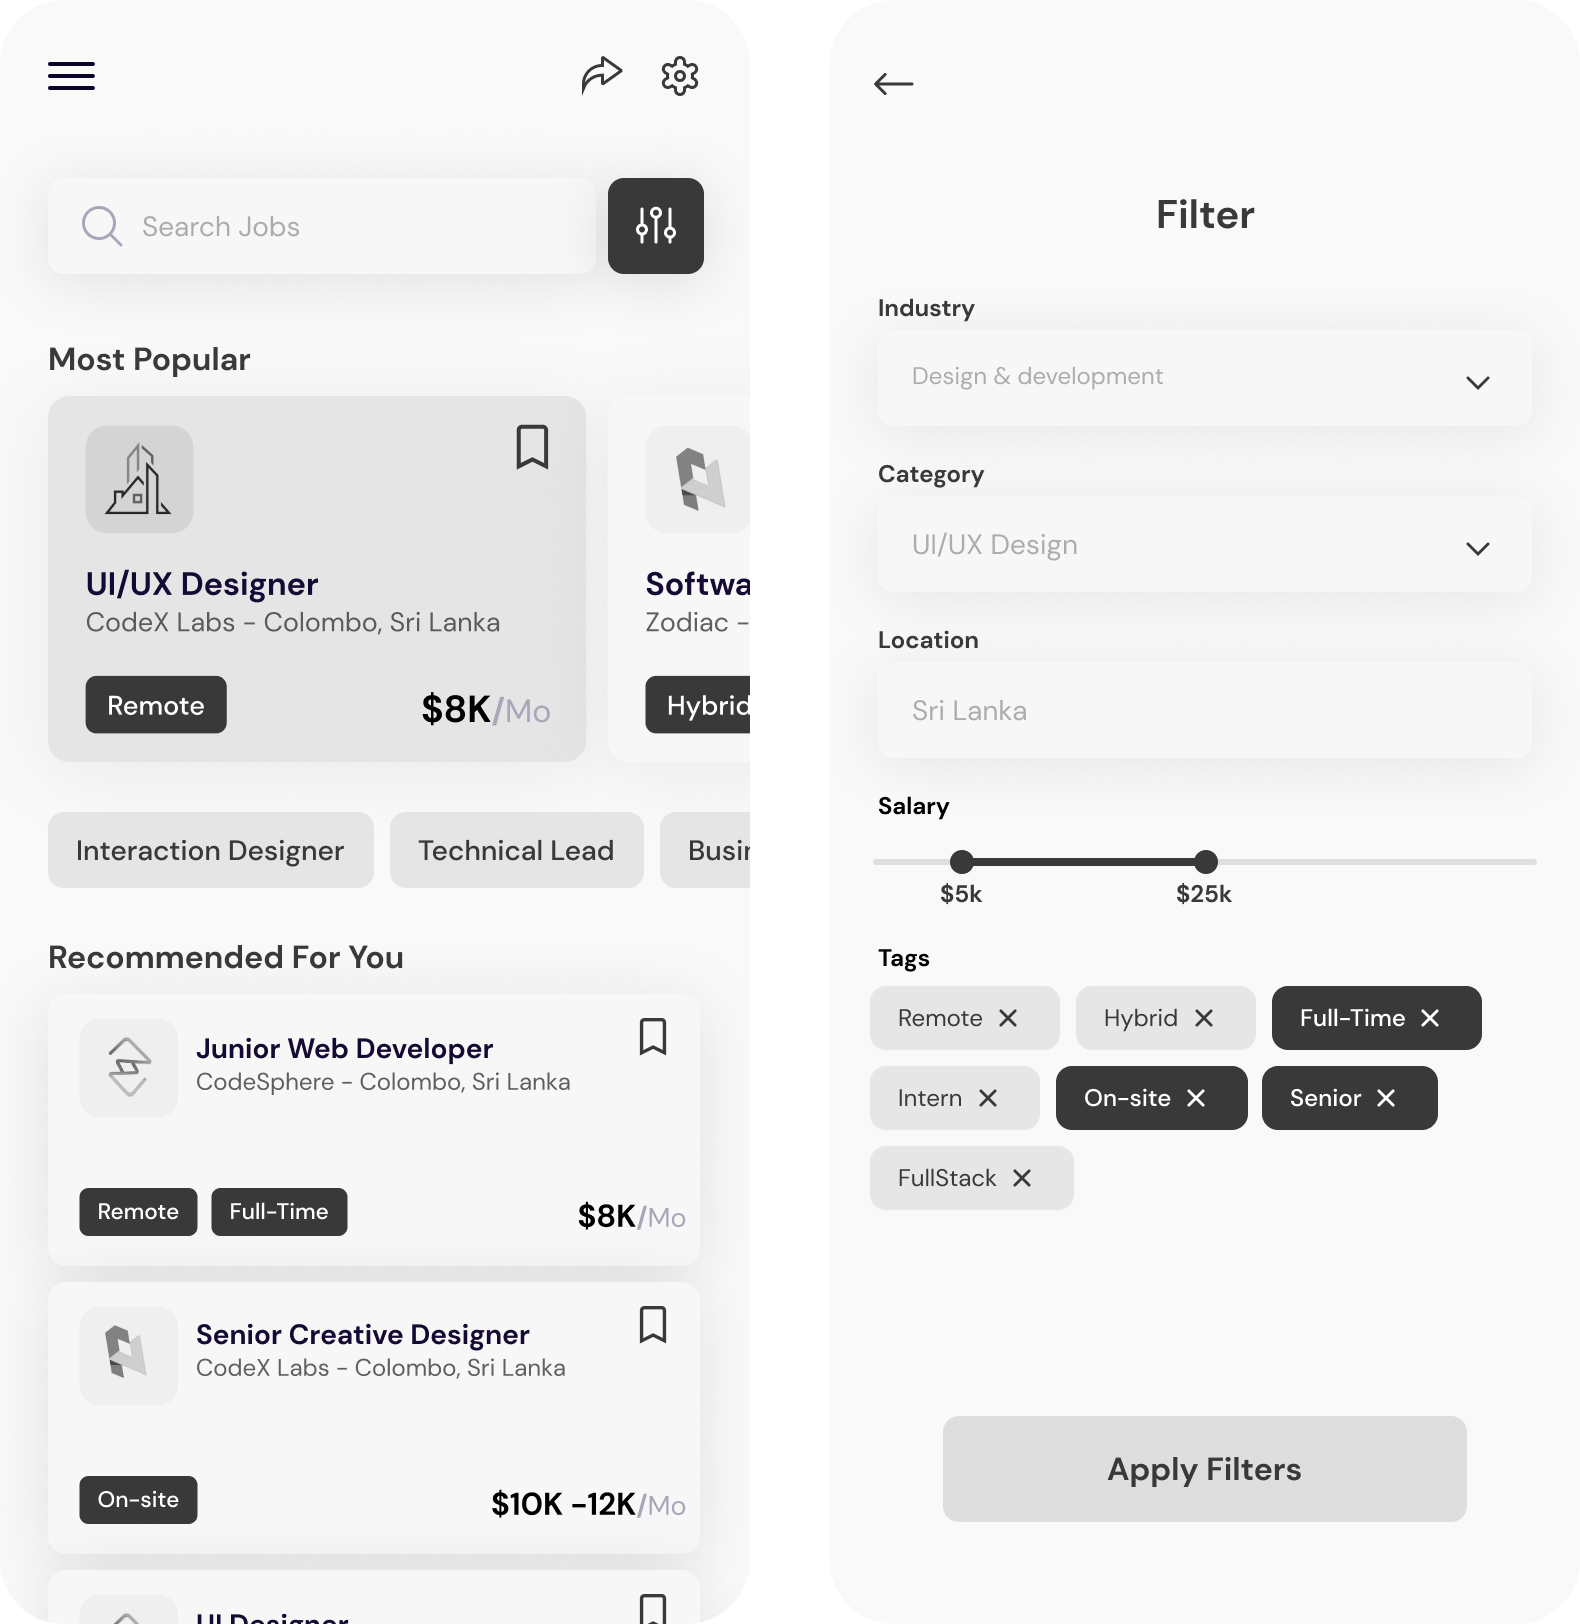 Search Jobs
Most Popular
UI/UX Designer
CodeX Labs - Colombo, Sri Lanka
Remote
$8K/Mo
Softwa
Zodiac -
Hybrid
Interaction Designer
Technical Lead
Busin
Recommended For You
Junior Web Developer
CodeSphere - Colombo, Sri Lanka
Remote
Full-Time
$8K/Mo
Senior Creative Designer
CodeX Labs - Colombo, Sri Lanka
On-site
$10K -12K/Mo
UI Designer
Filter
Industry
Design & development
Category
UI/UX Design
Location
Sri Lanka
Salary
$5k
$25k
Tags
Remote
Hybrid
Full-Time
Intern
On-site
Senior
FullStack
Apply Filters